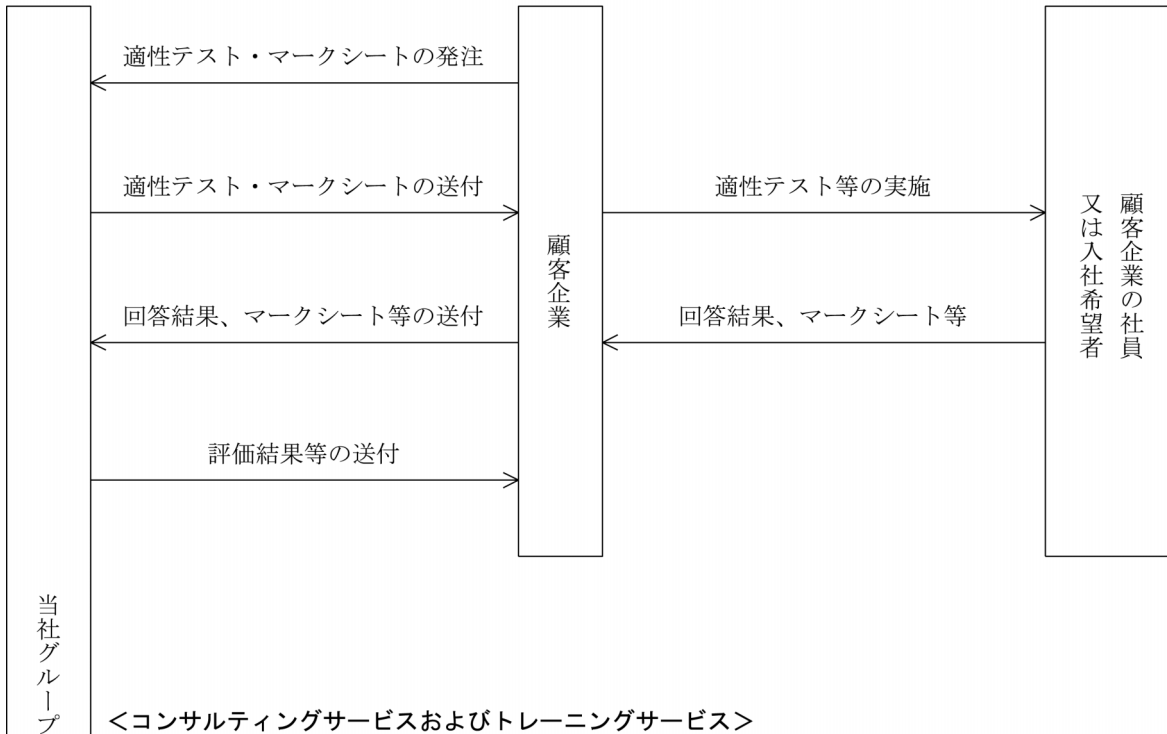 適性テスト・マークシートの発注
適性テスト・マークシートの送付
適性テスト等の実施
回答結果、マークシート等の送付
回答結果、マークシート等
評価結果等の送付
顧客企業
顧客企業の社員
又は入社希望者
当社グループ
<コンサルティングサービスおよびトレーニングサービス>